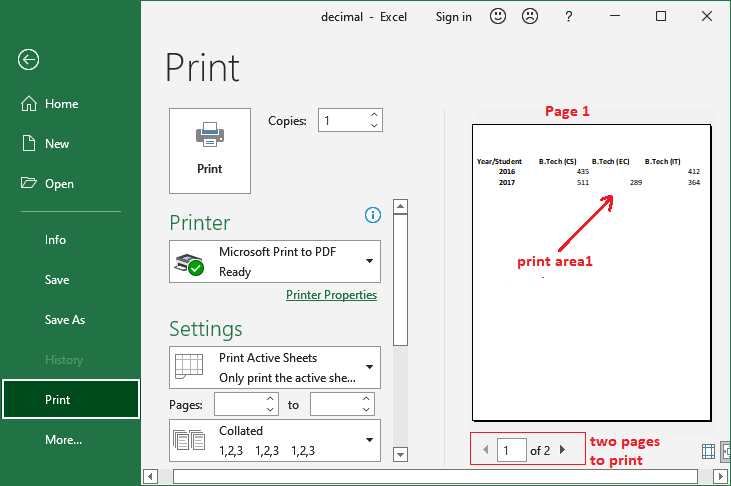 decimal - Excel
Sign in
?
Home
New
Open
Info
Save
Save As
History
Print
More...
Print
Print
Copies: 1
Printer
Microsoft Print to PDF
Ready
Printer Properties
Settings
Print Active Sheets
Only print the active she...
Pages: to
Collated
1,2,3 1,2,3 1,2,3
Page 1
Year/Student B.Tech (CS) B.Tech (EC) B.Tech (IT)
2016 435 412
2017 511 289 364
print area1
1 of 2
two pages
to print